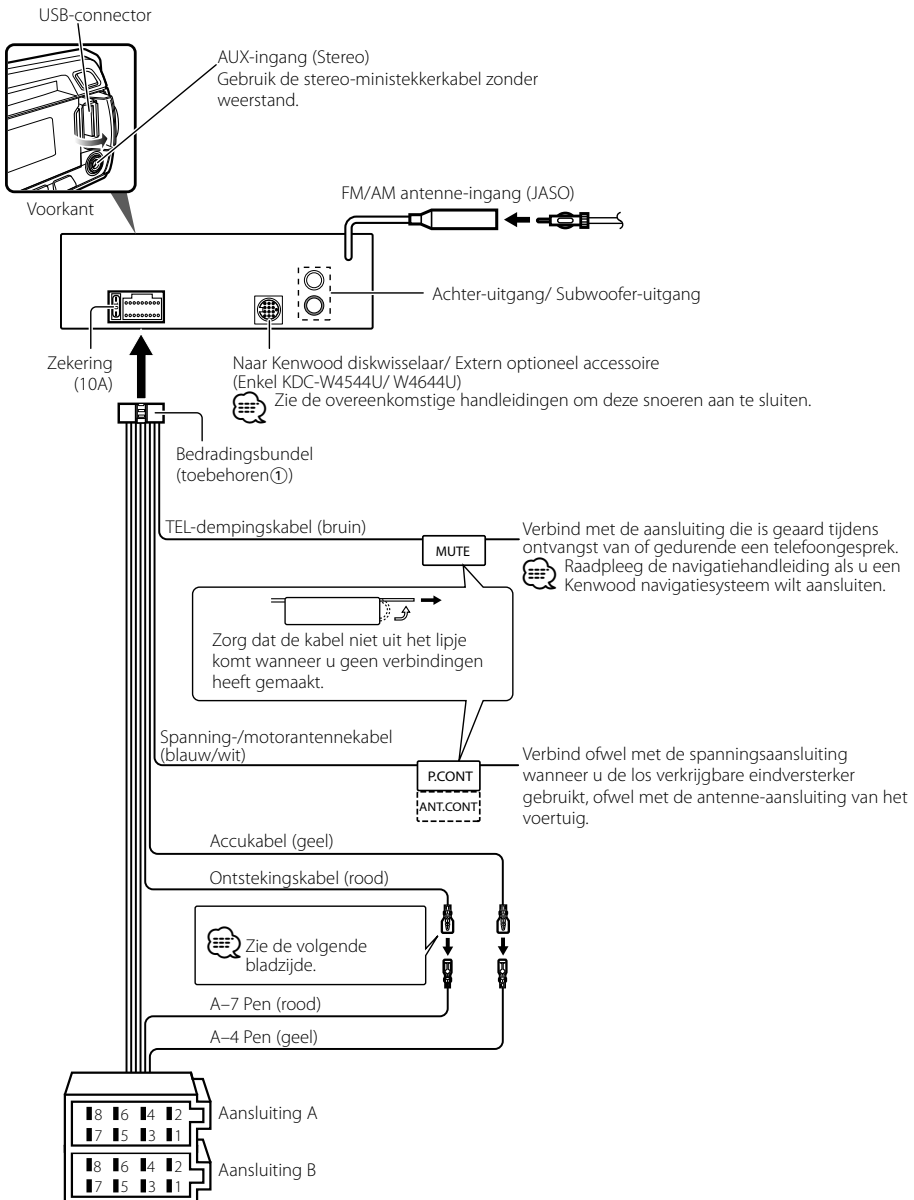 USB-connector
AUX-ingang (Stereo)
Gebruik de stereo-ministekkerkabel zonder
weerstand.
Voorkant
FM/AM antenne-ingang (JASO)
Achter-uitgang/ Subwoofer-uitgang
Zekering
(10A)
Naar Kenwood diskwisselaar/ Extern optioneel accessoire
(Enkel KDC-W4544U/ W4644U)
Zie de overeenkomstige handleidingen om deze snoeren aan te sluiten.
Bedradingsbundel
(toebehoren①)
TEL-dempingskabel (bruin)
MUTE
Verbind met de aansluiting die is geaard tijdens
ontvangst van of gedurende een telefoongesprek.
Raadpleeg de navigatiehandleiding als u een
Kenwood navigatiesysteem wilt aansluiten.
Zorg dat de kabel niet uit het lipje
komt wanneer u geen verbindingen
heeft gemaakt.
Spanning-/motorantennekabel
(blauw/wit)
P.CONT
ANT.CONT
Verbind ofwel met de spanningsaansluiting
wanneer u de los verkrijgbare eindversterker
gebruikt, ofwel met de antenne-aansluiting van het
voertuig.
Accukabel (geel)
Ontstekingskabel (rood)
Zie de volgende
bladzijde.
A–7 Pen (rood)
A–4 Pen (geel)
8 6 4 2
7 5 3 1
Aansluiting A
8 6 4 2
7 5 3 1
Aansluiting B